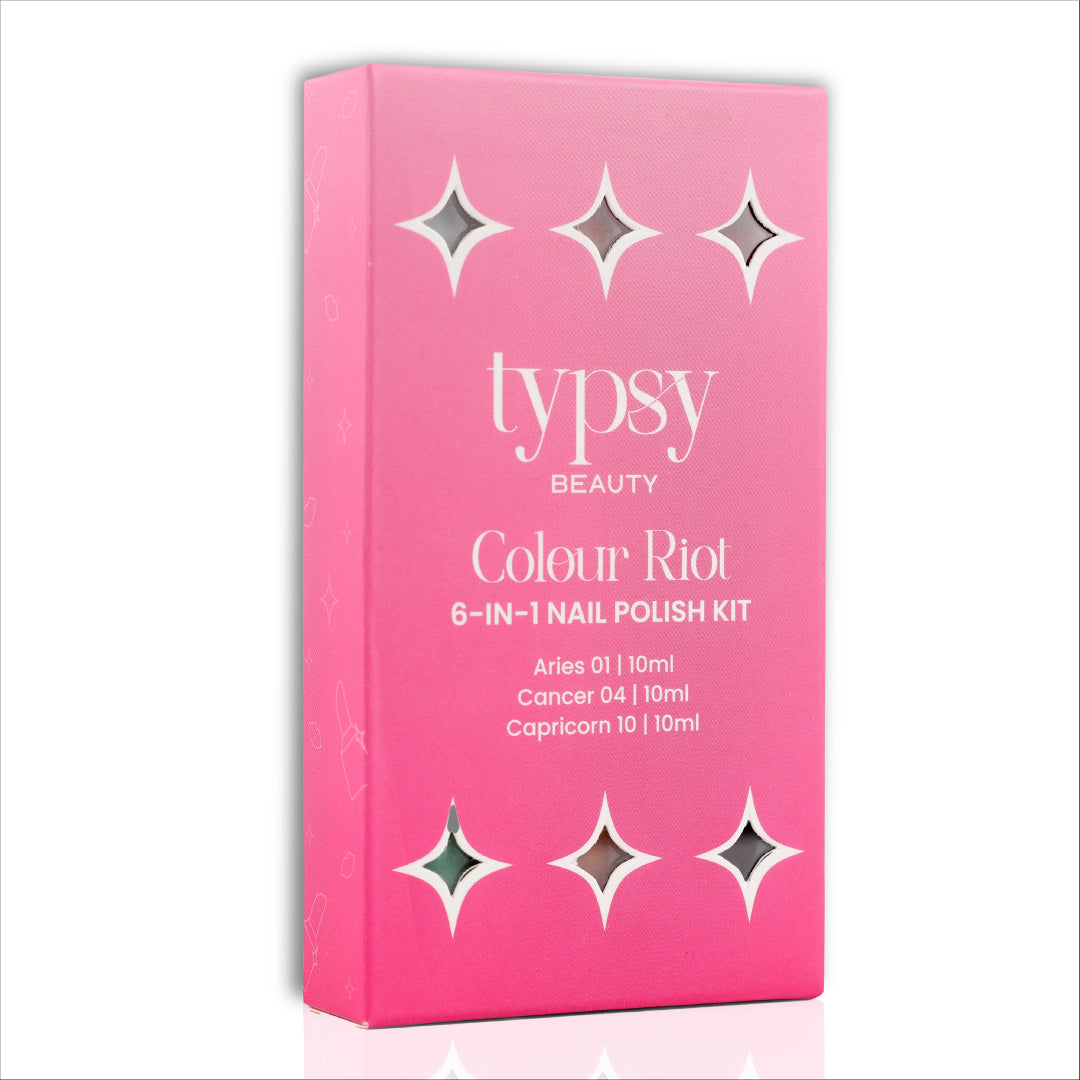 typsy
BEAUTY
Colour Riot
6-IN-1 NAIL POLISH KIT
Aries 01 | 10ml
Cancer 04 | 10ml
Capricorn 10 | 10ml